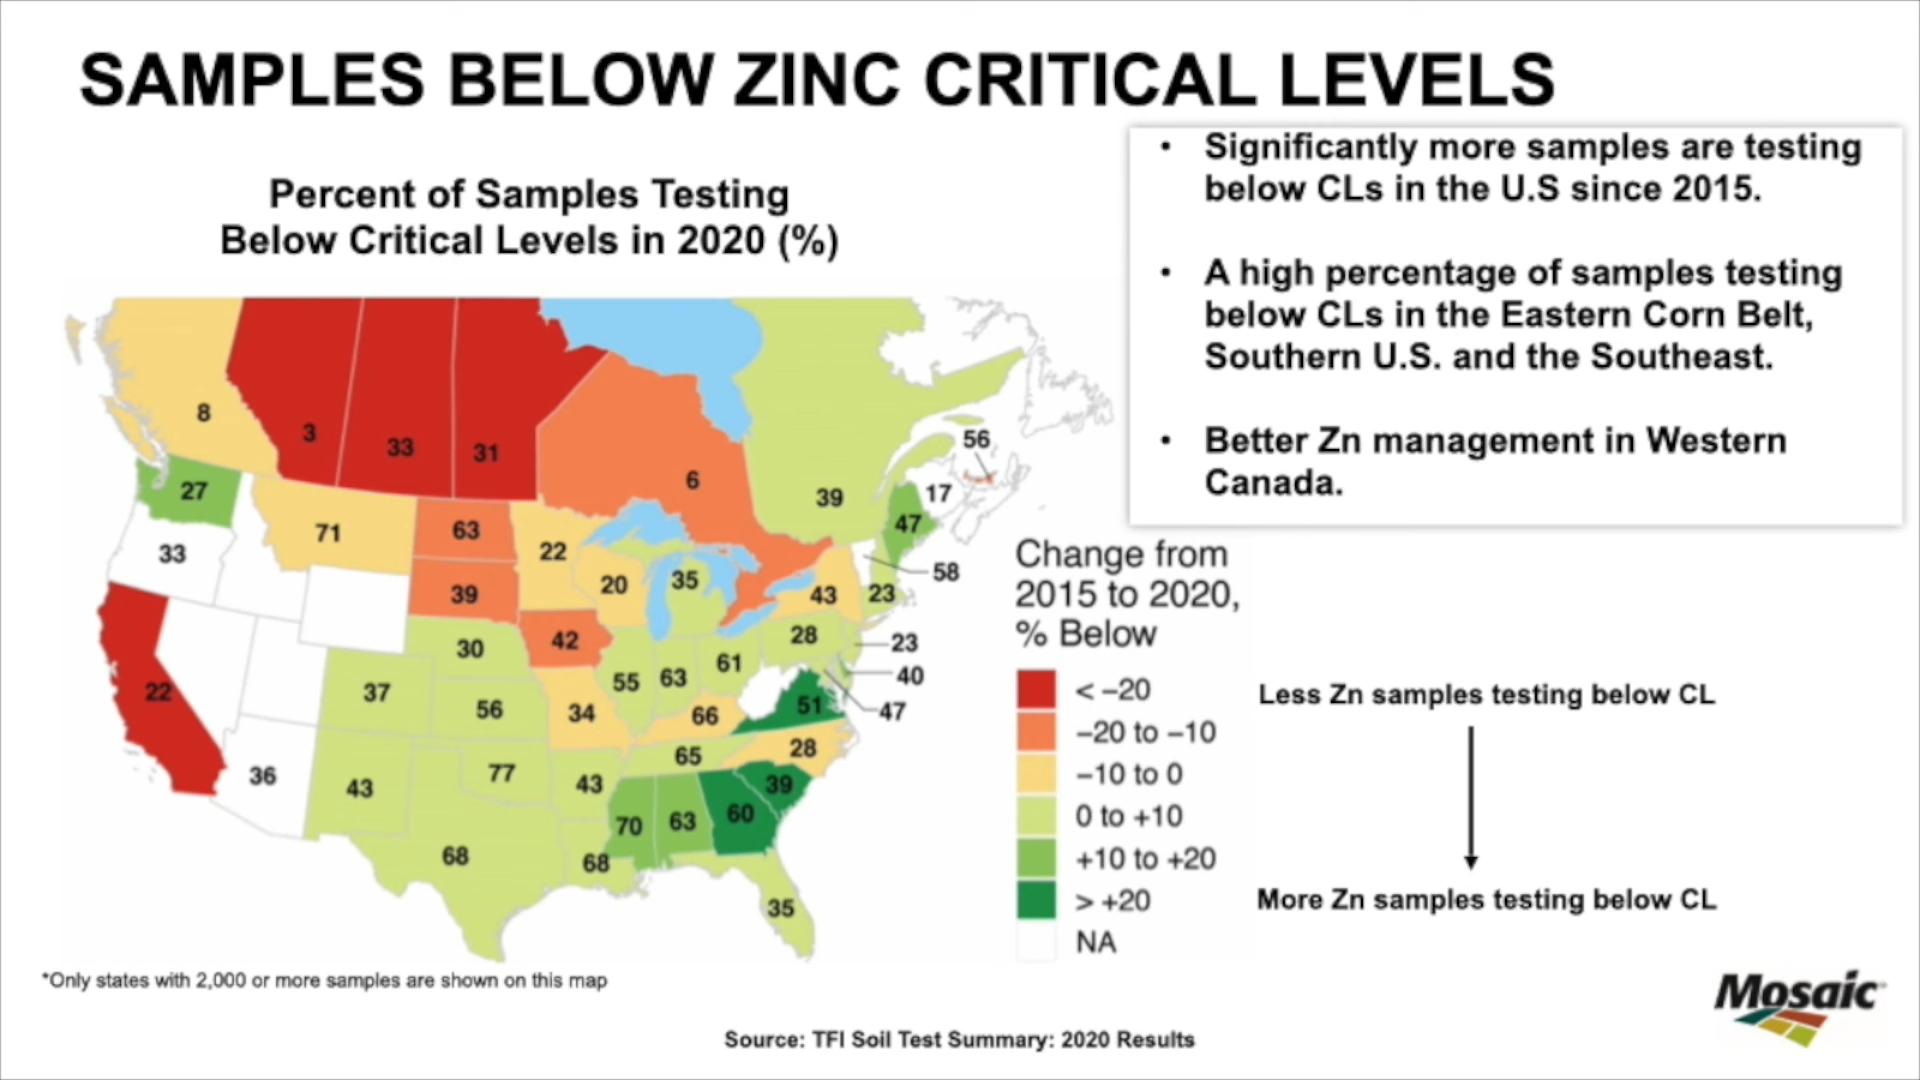 SAMPLES BELOW ZINC CRITICAL LEVELS
Percent of Samples Testing
Below Critical Levels in 2020 (%)
• Significantly more samples are testing
below CLs in the U.S since 2015.
• A high percentage of samples testing
below CLs in the Eastern Corn Belt,
Southern U.S. and the Southeast.
• Better Zn management in Western
Canada.
8
3
33
31
6
39
56
17
47
27
33
71
63
22
20
35
58
43
23
39
42
30
28
23
40
47
55
63
61
22
37
56
34
66
51
65
28
36
43
77
43
39
70
63
60
68
68
35
Change from
2015 to 2020,
% Below
< −20
−20 to −10
−10 to 0
0 to +10
+10 to +20
> +20
NA
Less Zn samples testing below CL
More Zn samples testing below CL
*Only states with 2,000 or more samples are shown on this map
Mosaic
Source: TFI Soil Test Summary: 2020 Results